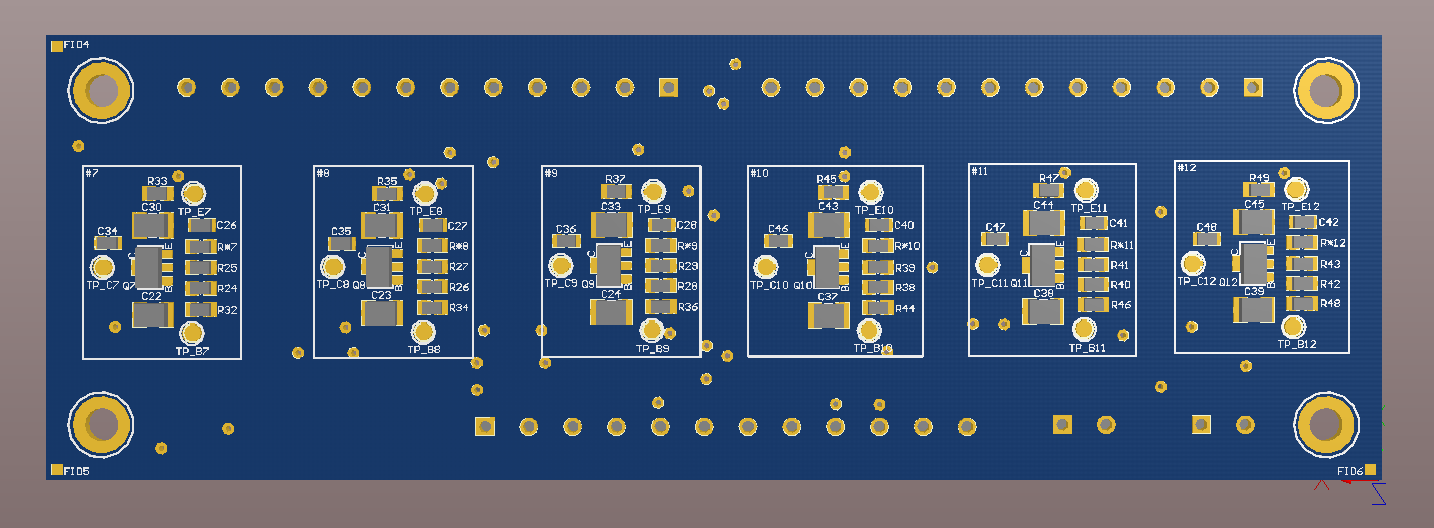 FID4
#7
R33
TP_E7
C30
C26
C34
R*7
C
B
E
R25
TP_C7
Q7
R24
C22
R32
TP_B7
#8
R35
TP_E8
C31
C27
C35
R*8
C
B
E
R27
TP_C8
Q8
R26
C23
R34
TP_B8
#9
R37
TP_E9
C33
C28
C36
R*9
C
B
E
R29
TP_C9
Q9
R28
C24
R36
TP_B9
#10
R45
TP_E10
C43
C40
C46
R*10
C
B
E
R39
TP_C10
Q10
R38
C37
R44
TP_B10
#11
R47
TP_E11
C44
C41
C47
R*11
C
B
E
R41
TP_C11
Q11
R40
C38
R46
TP_B11
#12
R49
TP_E12
C45
C42
C48
R*12
C
B
E
R43
TP_C12
Q12
R42
C39
R48
TP_B12
FID5
FID6